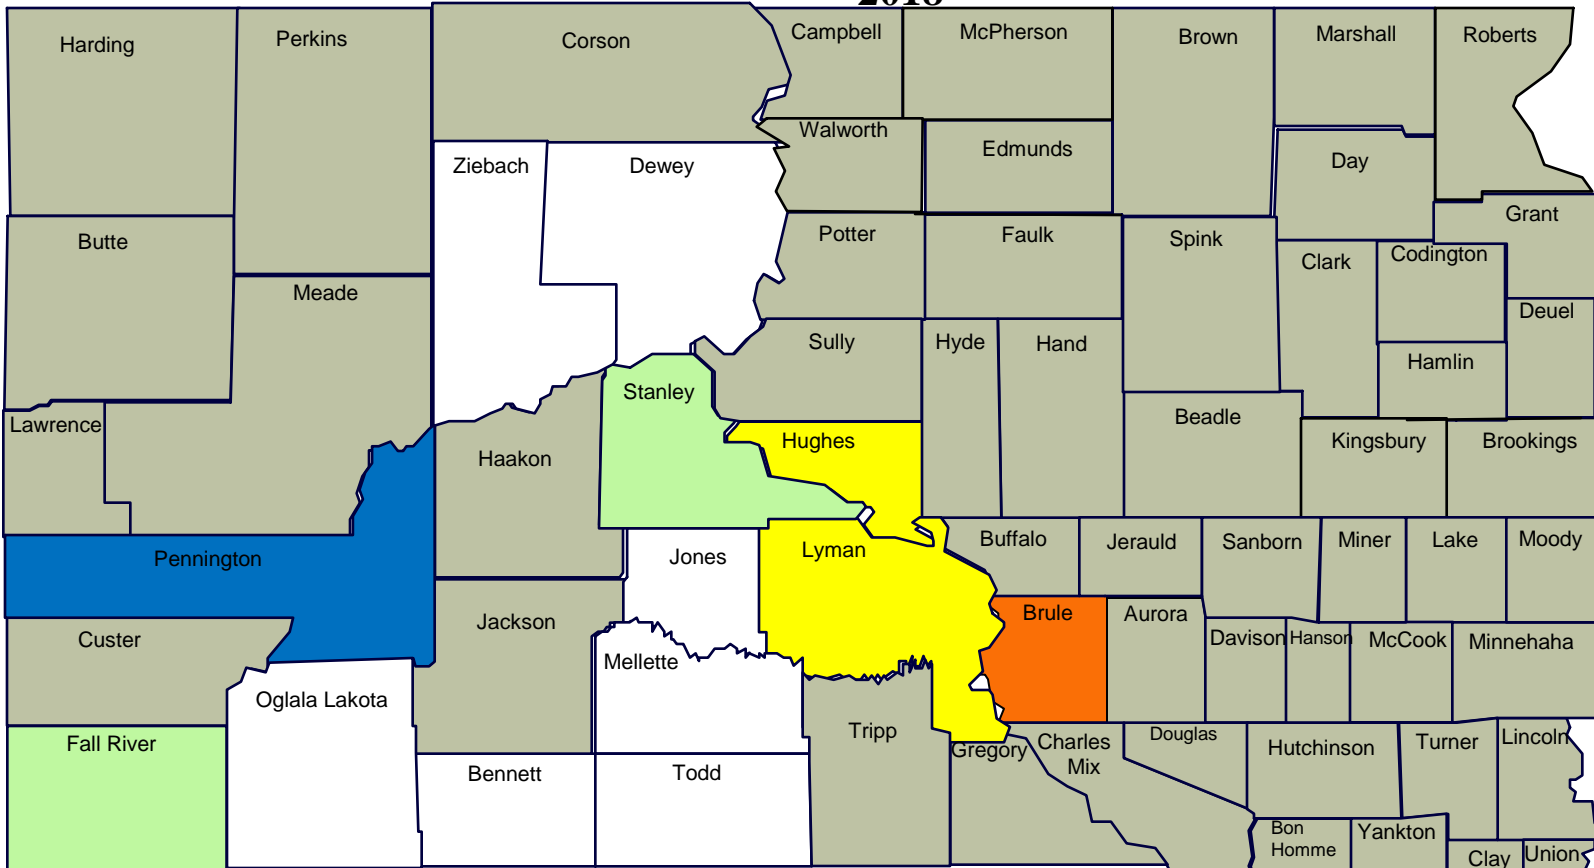 2018
Harding
Perkins
Corson
Campbell
McPherson
Brown
Marshall
Roberts
Walworth
Edmunds
Day
Ziebach
Dewey
Grant
Butte
Potter
Faulk
Spink
Clark
Codington
Meade
Deuel
Sully
Hyde
Hand
Hamlin
Stanley
Lawrence
Beadle
Hughes
Kingsbury
Brookings
Haakon
Pennington
Jones
Lyman
Buffalo
Jerauld
Sanborn
Miner
Lake
Moody
Custer
Jackson
Brule
Aurora
Davison
Hanson
McCook
Minnehaha
Mellette
Oglala Lakota
Fall River
Tripp
Gregory
Charles
Mix
Douglas
Hutchinson
Turner
Lincoln
Bennett
Todd
Bon
Homme
Yankton
Clay
Union